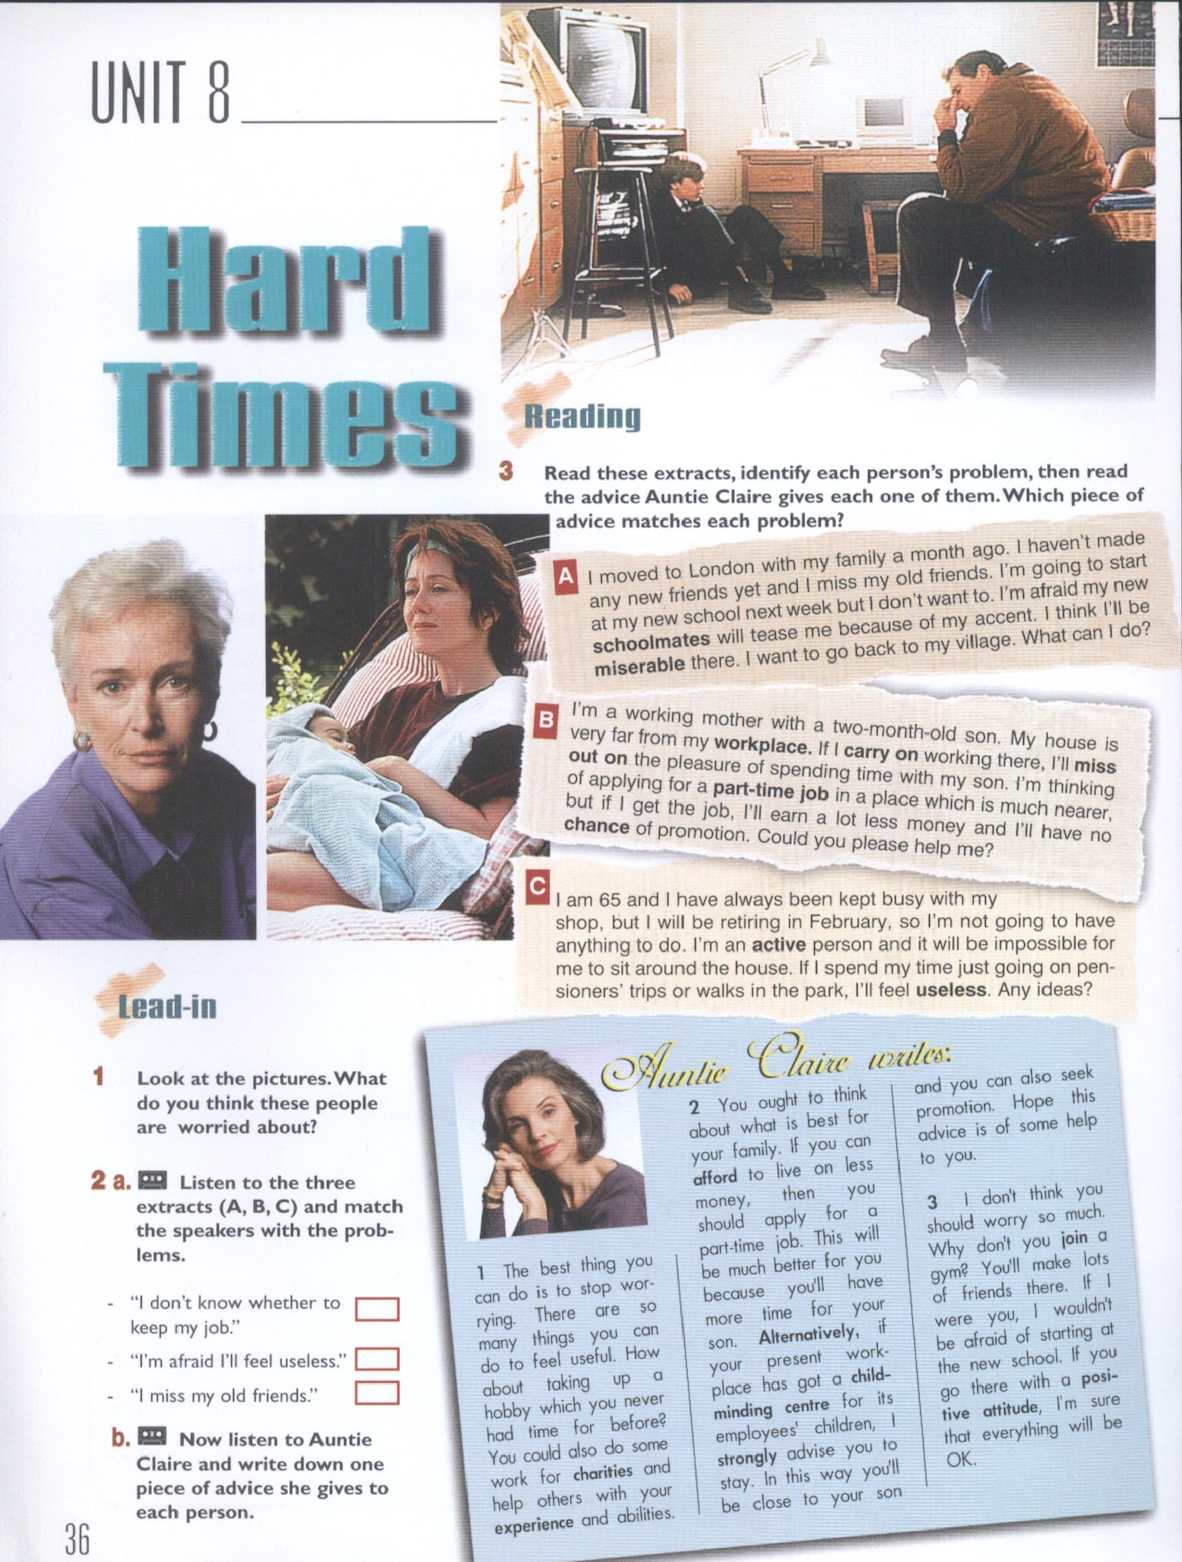 UNIT 8
Hard
Times
Reading
3 Read these extracts, identify each person's problem, then read
the advice Auntie Claire gives each one of them. Which piece of
advice matches each problem?
A I moved to London with my family a month ago. I haven't made
any new friends yet and I miss my old friends. I'm going to start
at my new school next week but I don't want to. I'm afraid my new
schoolmates will tease me because of my accent. I think I'll be
miserable there. I want to go back to my village. What can I do?
B I'm a working mother with a two-month-old son. My house is
very far from my workplace. If I carry on working there, I'll miss
out on the pleasure of spending time with my son. I'm thinking
of applying for a part-time job in a place which is much nearer,
but if I get the job, I'll earn a lot less money and I'll have no
chance of promotion. Could you please help me?
C I am 65 and I have always been kept busy with my
shop, but I will be retiring in February, so I'm not going to have
anything to do. I'm an active person and it will be impossible for
me to sit around the house. If I spend my time just going on pen-
sioners' trips or walks in the park, I'll feel useless. Any ideas?
Lead-in
1 Look at the pictures. What
do you think these people
are worried about?
2 a. Listen to the three
extracts (A, B, C) and match
the speakers with the prob-
lems.
- "I don't know whether to
keep my job."
- "I'm afraid I'll feel useless."
- "I miss my old friends."
b. Now listen to Auntie
Claire and write down one
piece of advice she gives to
each person.
Auntie Claire writes:
1 The best thing you
can do is to stop wor-
rying. There are so
many things you can
do to feel useful. How
about taking up a
hobby which you never
had time for before?
You could also do some
work for charities and
help others with your
experience and abilities.
2 You ought to think
about what is best for
your family. If you can
afford to live on less
money, then you
should apply for a
part-time job. This will
be much better for you
because you'll have
more time for your
son. Alternatively, if
your present work-
place has got a child-
minding centre for its
employees' children, I
strongly advise you to
stay. In this way you'll
be close to your son
and you can also seek
promotion. Hope this
advice is of some help
to you.
3 I don't think you
should worry so much.
Why don't you join a
gym? You'll make lots
of friends there. If I
were you, I wouldn't
be afraid of starting at
the new school. If you
go there with a posi-
tive attitude, I'm sure
that everything will be
OK.
36